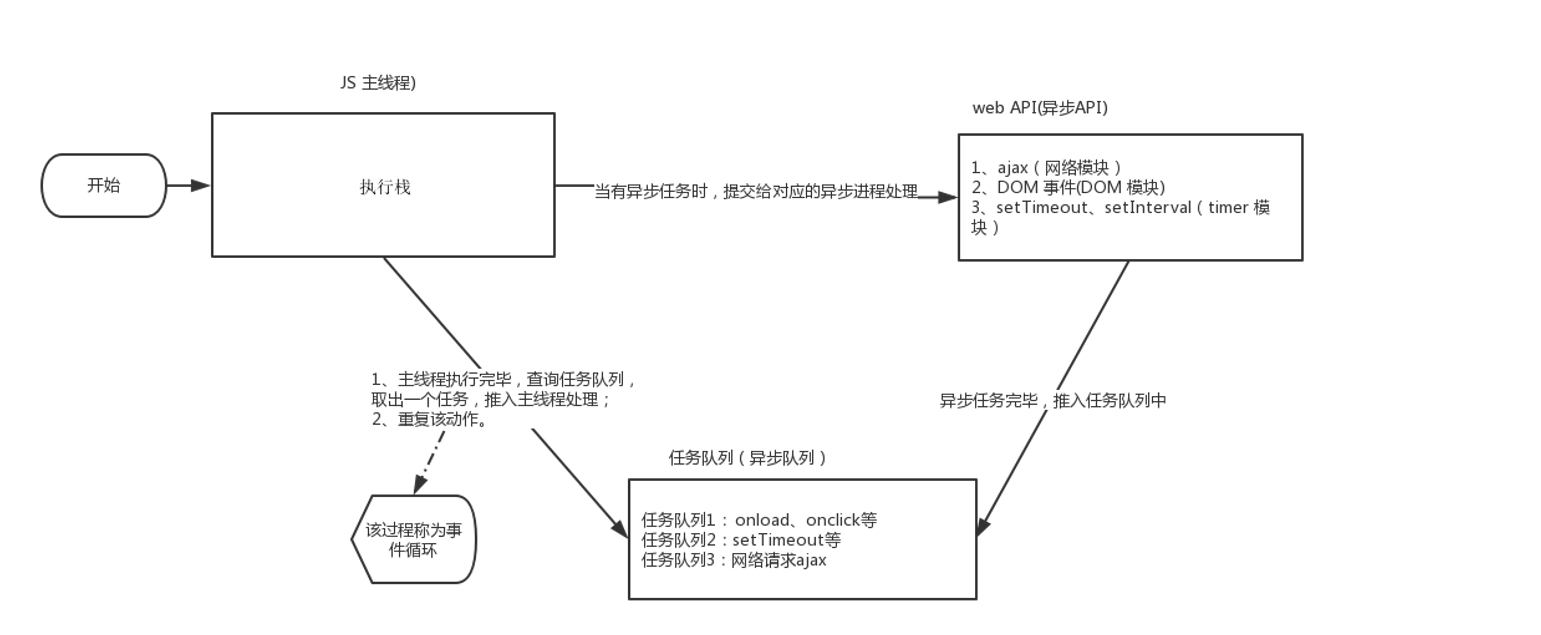 JS 主线程)
web API(异步API)
开始
执行栈
当有异步任务时，提交给对应的异步进程处理
1、ajax（网络模块）
2、DOM 事件(DOM 模块)
3、setTimeout、setInterval（timer 模
块）
1、主线程执行完毕，查询任务队列，
取出一个任务，推入主线程处理；
2、重复该动作。
异步任务完毕，推入任务队列中
任务队列（异步队列）
该过程称为事
件循环
任务队列1： onload、onclick等
任务队列2：setTimeout等
任务队列3：网络请求ajax